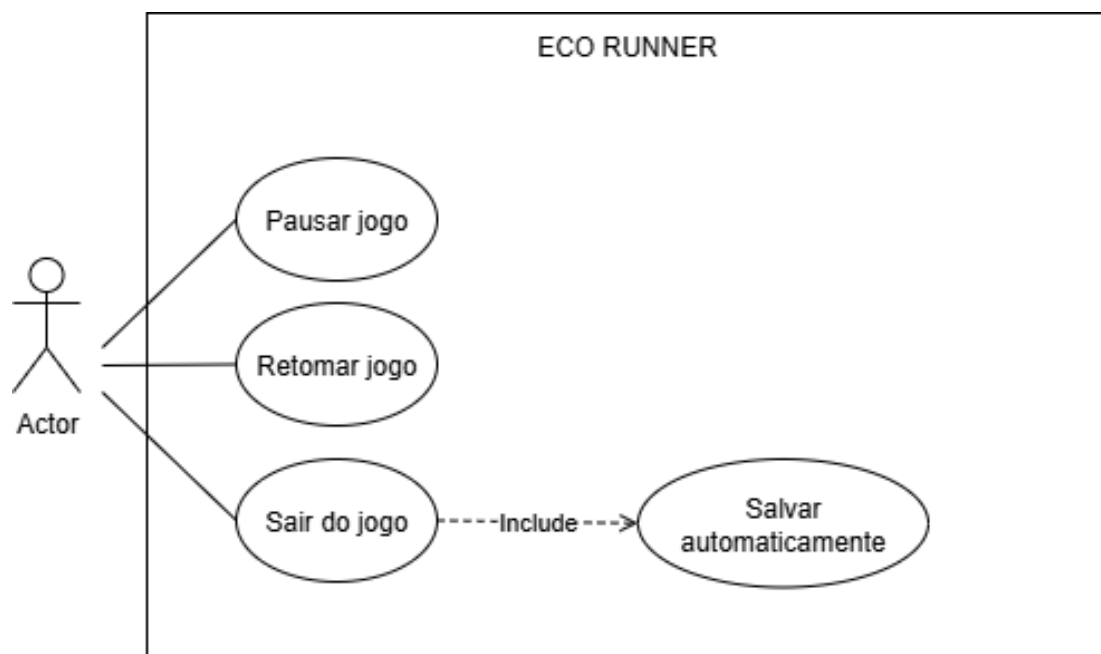 ECO RUNNER
Pausar jogo
Retomar jogo
Actor
Sair do jogo
Include
Salvar
automaticamente